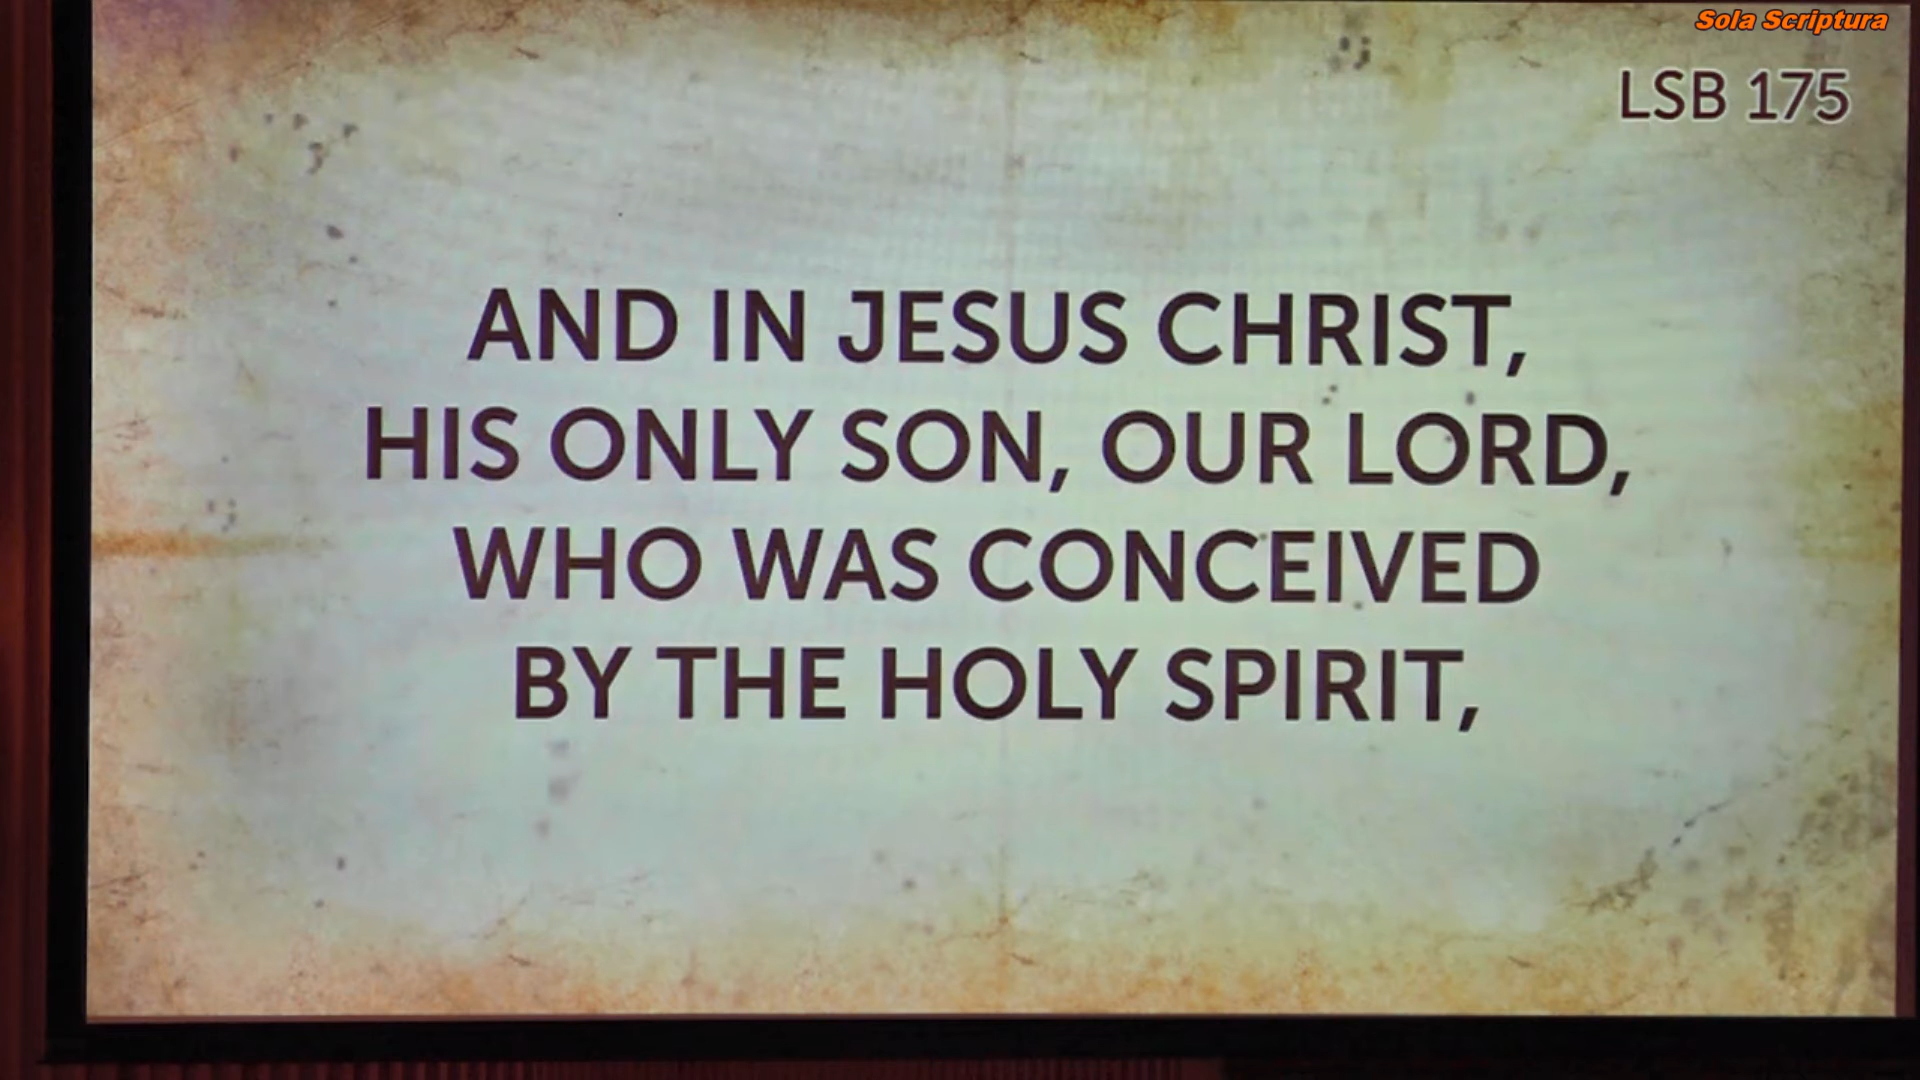 Sola Scriptura
LSB 175
AND IN JESUS CHRIST,
HIS ONLY SON, OUR LORD,
WHO WAS CONCEIVED
BY THE HOLY SPIRIT,